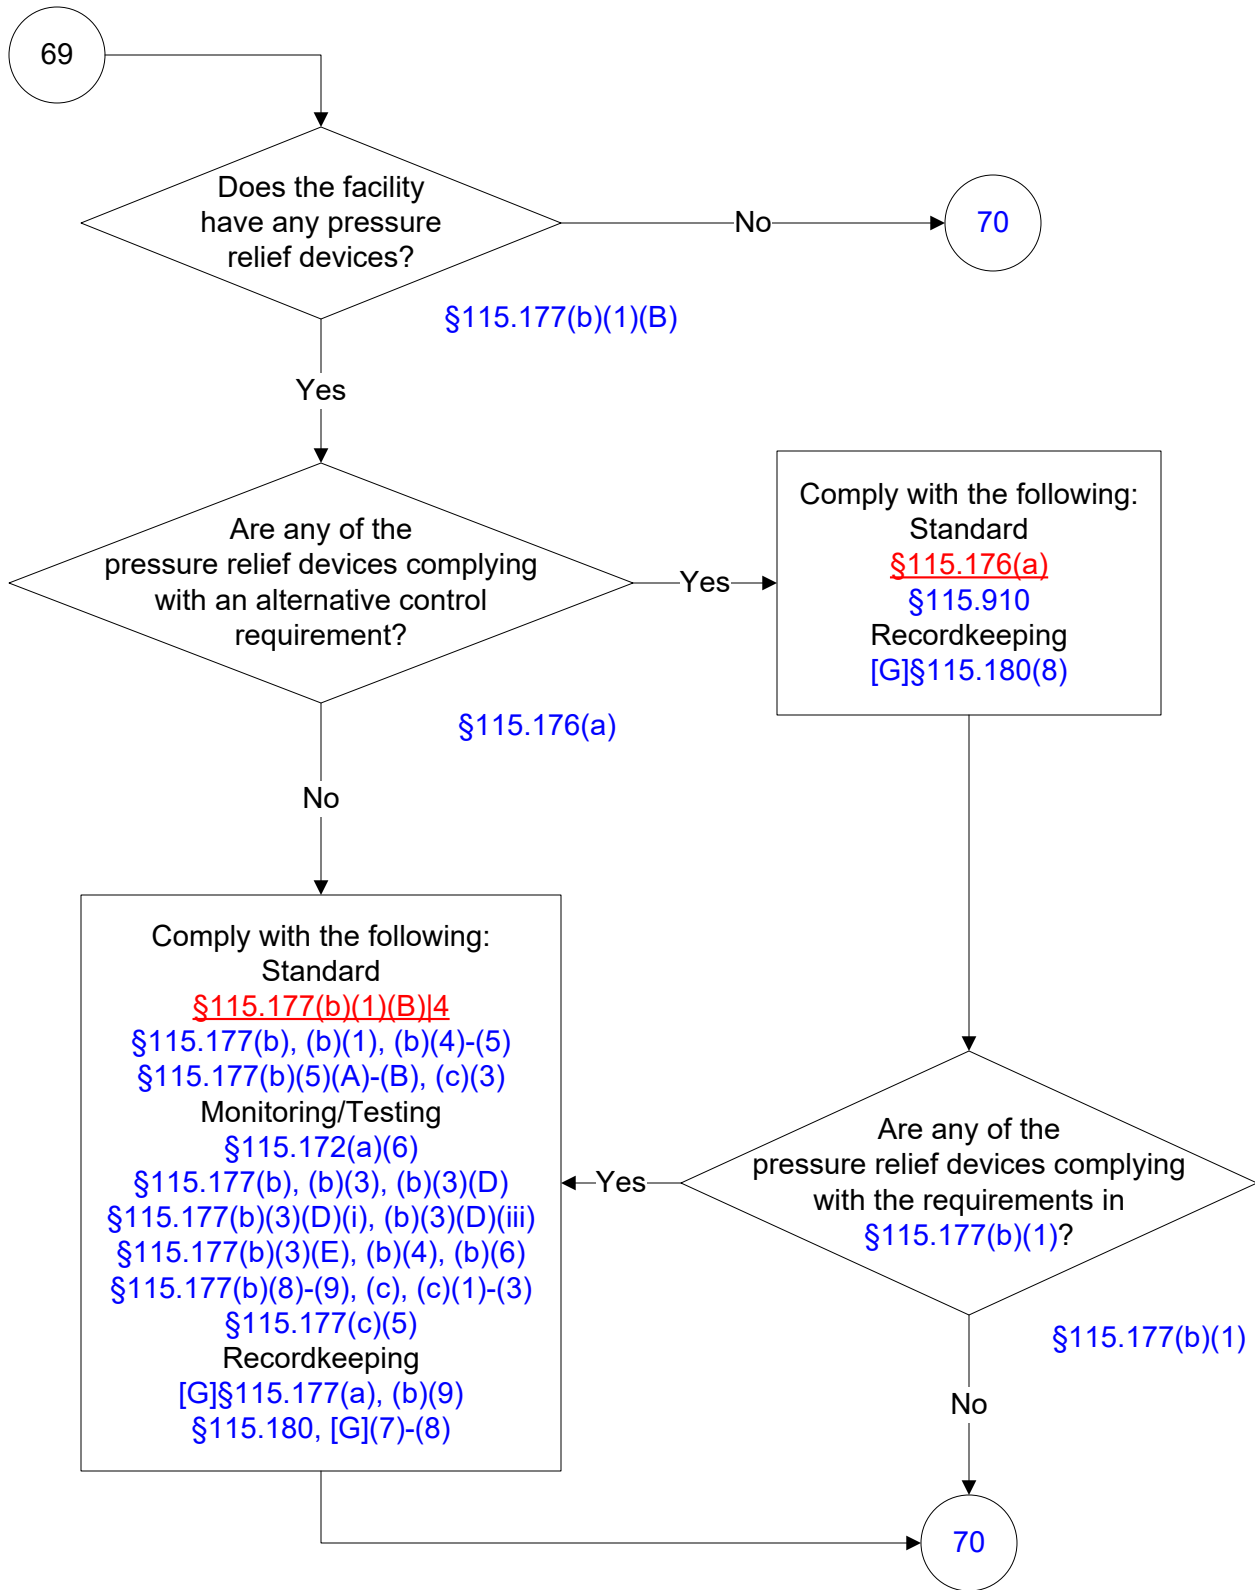 69
Does the facility
have any pressure
relief devices?
No
70
§115.177(b)(1)(B)
Yes
Are any of the
pressure relief devices complying
with an alternative control
requirement?
Yes
Comply with the following:
Standard
§115.176(a)
§115.910
Recordkeeping
[G]§115.180(8)
§115.176(a)
No
Comply with the following:
Standard
§115.177(b)(1)(B)|4
§115.177(b), (b)(1), (b)(4)-(5)
§115.177(b)(5)(A)-(B), (c)(3)
Monitoring/Testing
§115.172(a)(6)
§115.177(b), (b)(3), (b)(3)(D)
§115.177(b)(3)(D)(i), (b)(3)(D)(iii)
§115.177(b)(3)(E), (b)(4), (b)(6)
§115.177(b)(8)-(9), (c), (c)(1)-(3)
§115.177(c)(5)
Recordkeeping
[G]§115.177(a), (b)(9)
§115.180, [G](7)-(8)
Yes
Are any of the
pressure relief devices complying
with the requirements in
§115.177(b)(1)?
§115.177(b)(1)
No
70